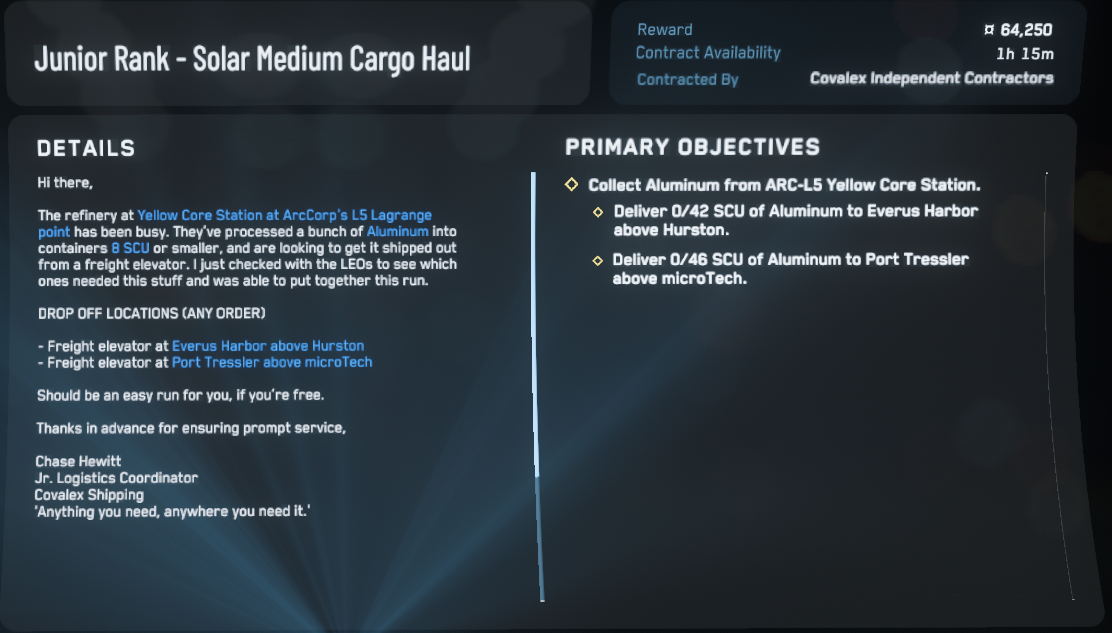 Junior Rank - Solar Medium Cargo Haul
Reward ¤ 64,250
Contract Availability 1h 15m
Contracted By Covalex Independent Contractors
DETAILS
Hi there,
The refinery at Yellow Core Station at ArcCorp's L5 Lagrange
point has been busy. They've processed a bunch of Aluminum into
containers 8 SCU or smaller, and are looking to get it shipped out
from a freight elevator. I just checked with the LEOs to see which
ones needed this stuff and was able to put together this run.
DROP OFF LOCATIONS (ANY ORDER)
- Freight elevator at Everus Harbor above Hurston
- Freight elevator at Port Tressler above microTech
Should be an easy run for you, if you're free.
Thanks in advance for ensuring prompt service,
Chase Hewitt
Jr. Logistics Coordinator
Covalex Shipping
'Anything you need, anywhere you need it.'
PRIMARY OBJECTIVES
Collect Aluminum from ARC-L5 Yellow Core Station.
Deliver 0/42 SCU of Aluminum to Everus Harbor
above Hurston.
Deliver 0/46 SCU of Aluminum to Port Tressler
above microTech.